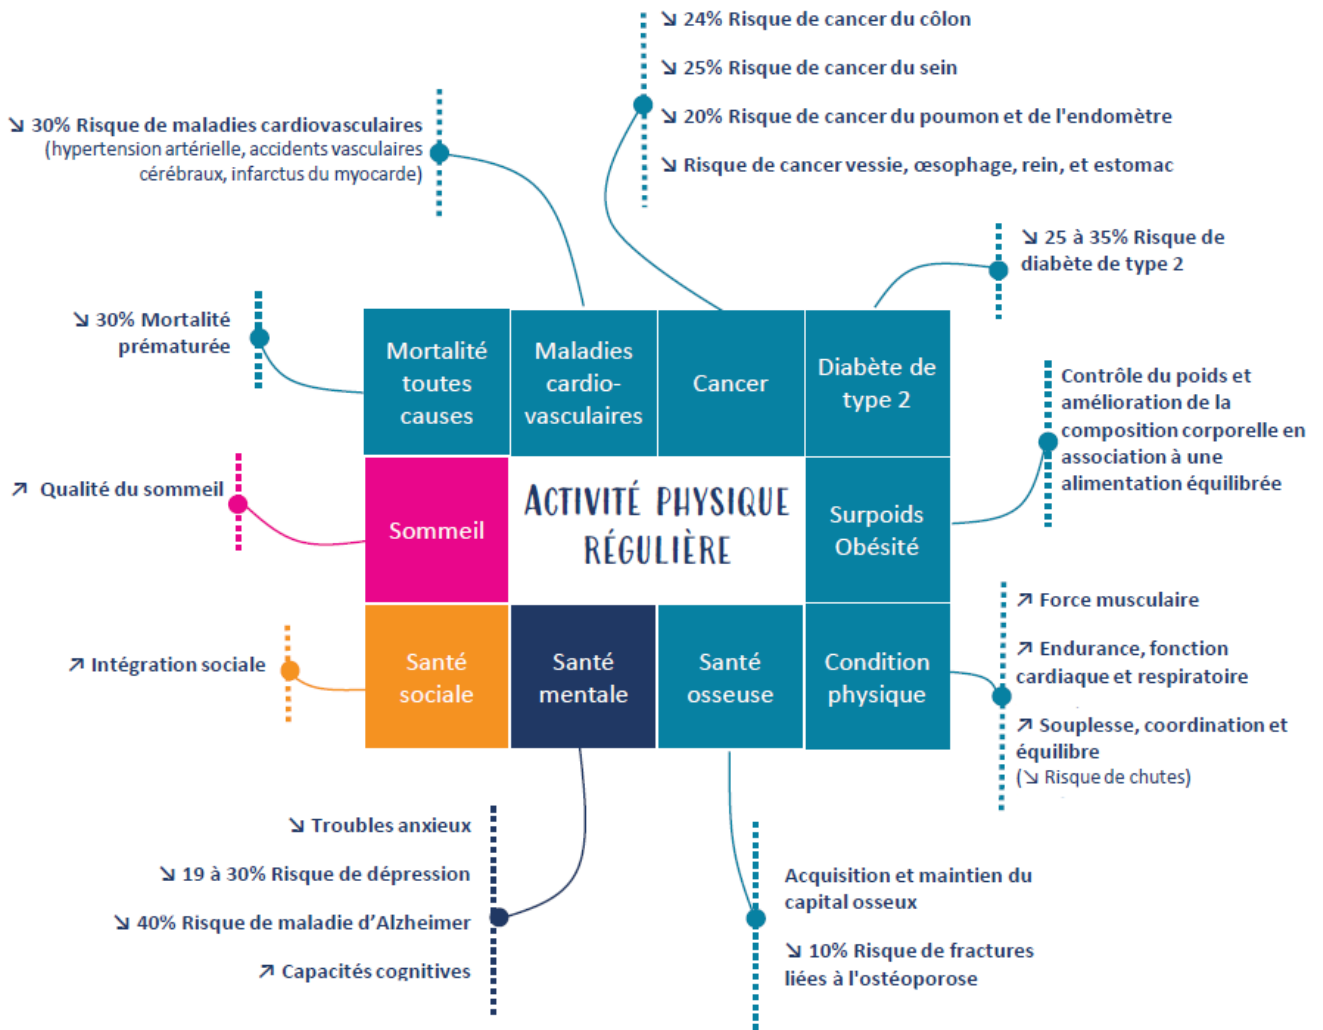 ↘ 24% Risque de cancer du côlon
↘ 25% Risque de cancer du sein
↘ 20% Risque de cancer du poumon et de l'endomètre
↘ Risque de cancer vessie, œsophage, rein, et estomac
↘ 30% Risque de maladies cardiovasculaires
(hypertension artérielle, accidents vasculaires
cérébraux, infarctus du myocarde)
↘ 25 à 35% Risque de
diabète de type 2
↘ 30% Mortalité
prématurée
Mortalité
toutes
causes
Maladies
cardio-
vasculaires
Cancer
Diabète de
type 2
Contrôle du poids et
amélioration de la
composition corporelle en
association à une
alimentation équilibrée
↗ Qualité du sommeil
Sommeil
ACTIVITÉ PHYSIQUE
RÉGULIÈRE
Surpoids
Obésité
↗ Intégration sociale
Santé
sociale
Santé
mentale
Santé
osseuse
Condition
physique
↗ Force musculaire
↗ Endurance, fonction
cardiaque et respiratoire
↗ Souplesse, coordination et
équilibre
(↘ Risque de chutes)
↘ Troubles anxieux
↘ 19 à 30% Risque de dépression
↘ 40% Risque de maladie d’Alzheimer
↗ Capacités cognitives
Acquisition et maintien du
capital osseux
↘ 10% Risque de fractures
liées à l'ostéoporose